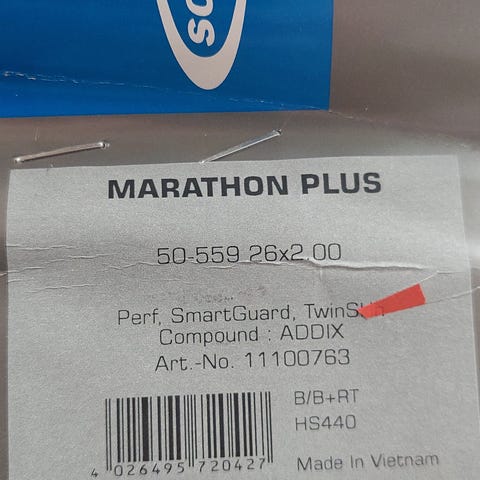 MARATHON PLUS
50-559 26x2.00
Perf, SmartGuard, TwinSkin
Compound : ADDIX
Art.-No. 11100763
B/B+RT
HS440
4 026495 720427
Made In Vietnam